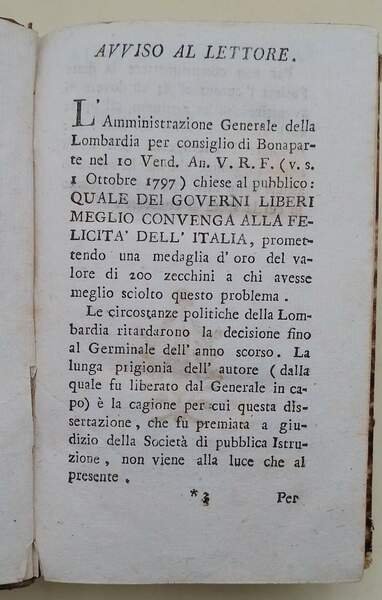 AVVISO AL LETTORE.
L'Amministrazione Generale della
Lombardia per consiglio di Bonapar-
te nel 10 Vend. An. V. R. F. (v. s.
1 Ottobre 1797) chiese al pubblico:
QUALE DEI GOVERNI LIBERI
MEGLIO CONVENGA ALLA FE-
LICITA' DELL' ITALIA, promet-
tendo una medaglia d' oro del va-
lore di 200 zecchini a chi avesse
meglio sciolto questo problema.
Le circostanze politiche della Lom-
bardia ritardarono la decisione fino
al Germinale dell' anno scorso. La
lunga prigionia dell' autore (dalla
quale fu liberato dal Generale in ca-
po) è la cagione per cui questa dis-
sertazione, che fu premiata a giu-
dizio della Società di pubblica Istru-
zione, non viene alla luce che al
presente.
Per